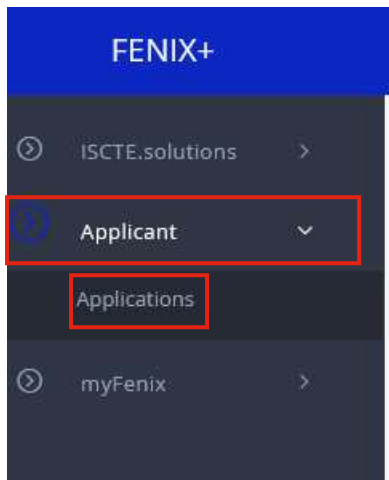 FENIX+
ISCTE.solutions
Applicant
Applications
myFenix